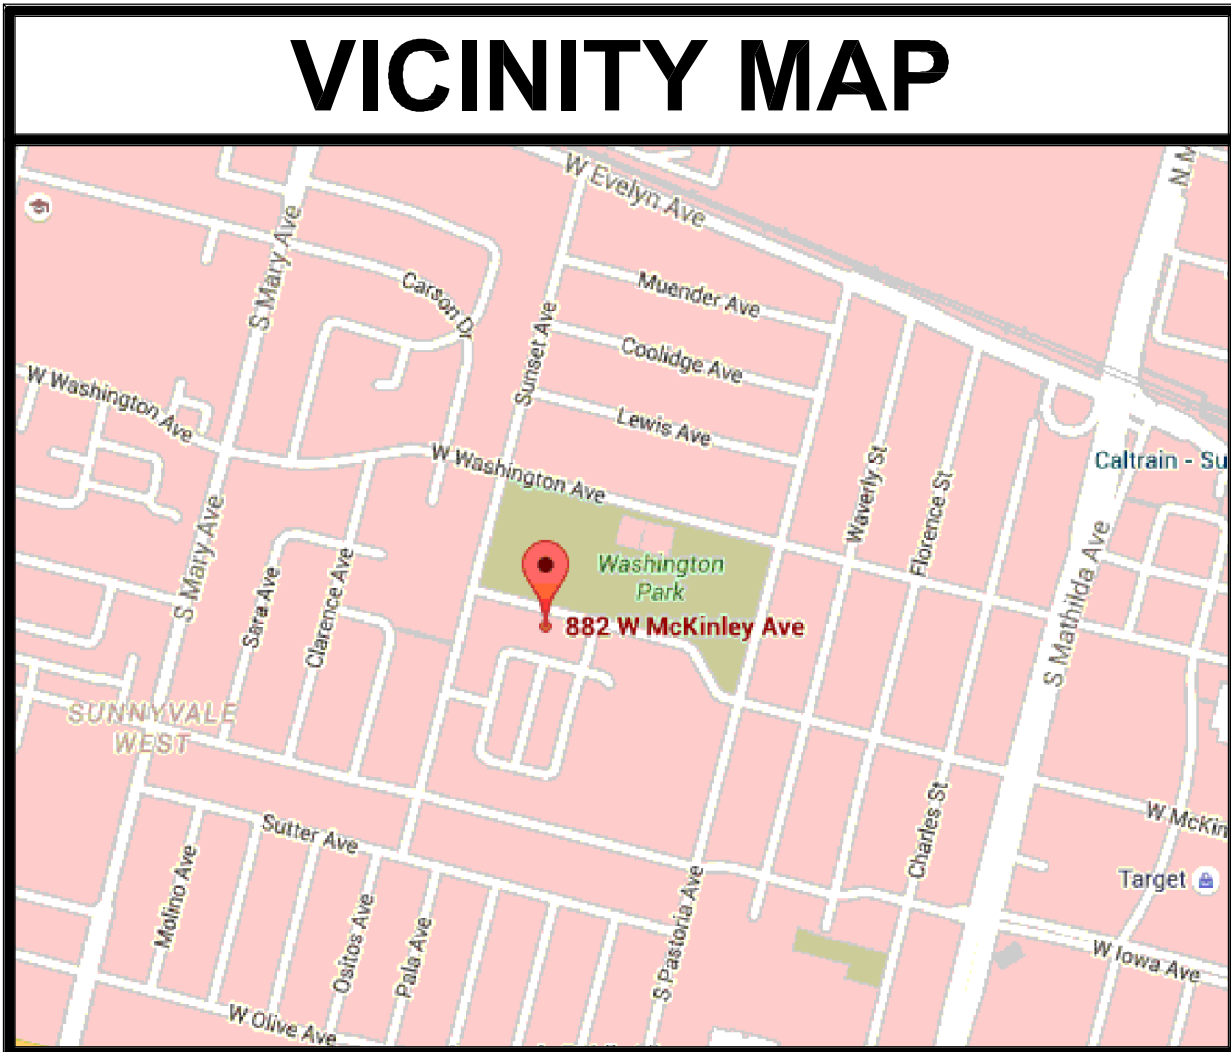 VICINITY MAP
W Evelyn Ave
N M
S Mary Ave
Carson Dr
Muender Ave
Sunset Ave
Coolidge Ave
W Washington Ave
Lewis Ave
W Washington Ave
Waverly St
Caltrain - Su
Florence St
S Mary Ave
Washington
Park
S Mathilda Ave
Sara Ave
Clarence Ave
882 W McKinley Ave
SUNNYVALE
WEST
W McKin
Sutter Ave
Charles St
Target
Molino Ave
Ositos Ave
Pala Ave
S Pastoria Ave
W Iowa Ave
W Olive Ave